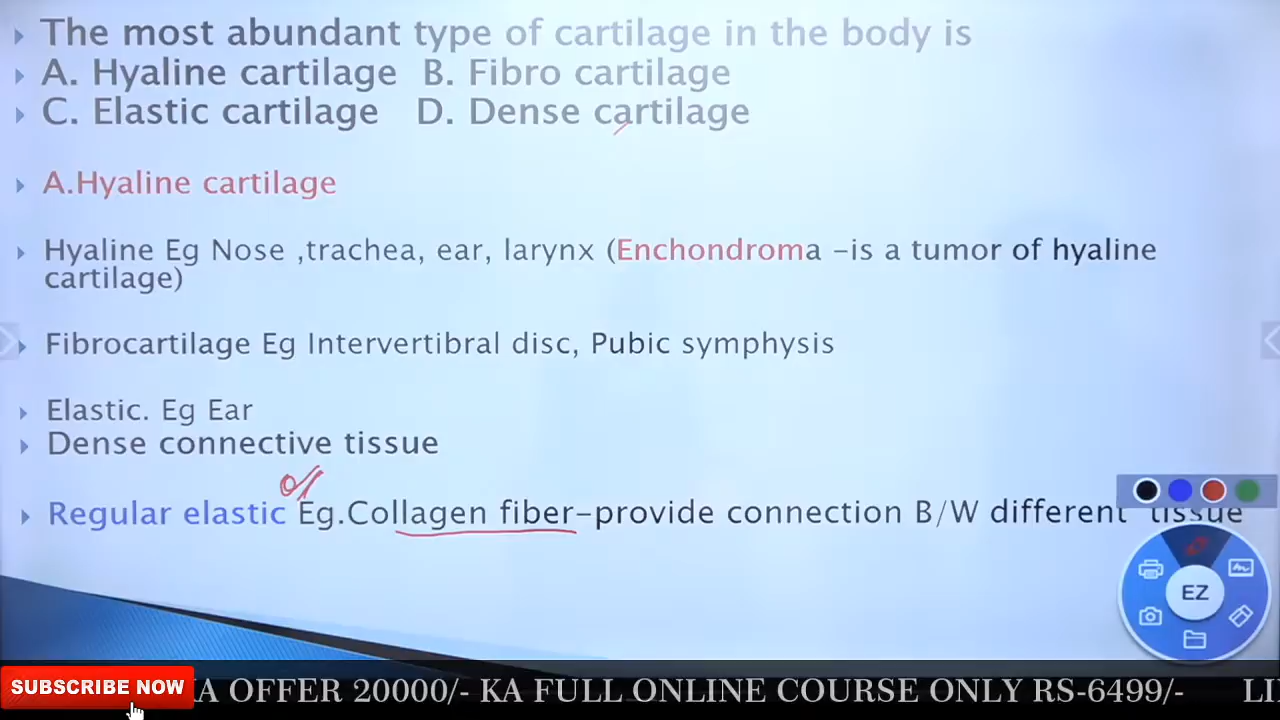 The most abundant type of cartilage in the body is
A. Hyaline cartilage B. Fibro cartilage
C. Elastic cartilage D. Dense cartilage
A.Hyaline cartilage
Hyaline Eg Nose ,trachea, ear, larynx (Enchondroma -is a tumor of hyaline
cartilage)
Fibrocartilage Eg Intervertibral disc, Pubic symphysis
Elastic. Eg Ear
Dense connective tissue
Regular elastic Eg.Collagen fiber-provide connection B/W different tissue
EZ
SUBSCRIBE NOW
KA OFFER 20000/- KA FULL ONLINE COURSE ONLY RS-6499/-